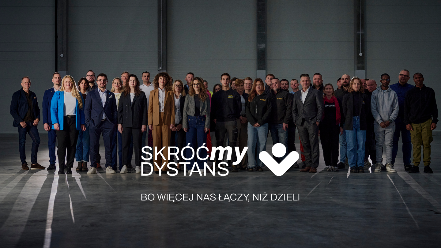 SKRÓĆmy
DYSTANS
BO WIĘCEJ NAS ŁĄCZY, NIŻ DZIELI